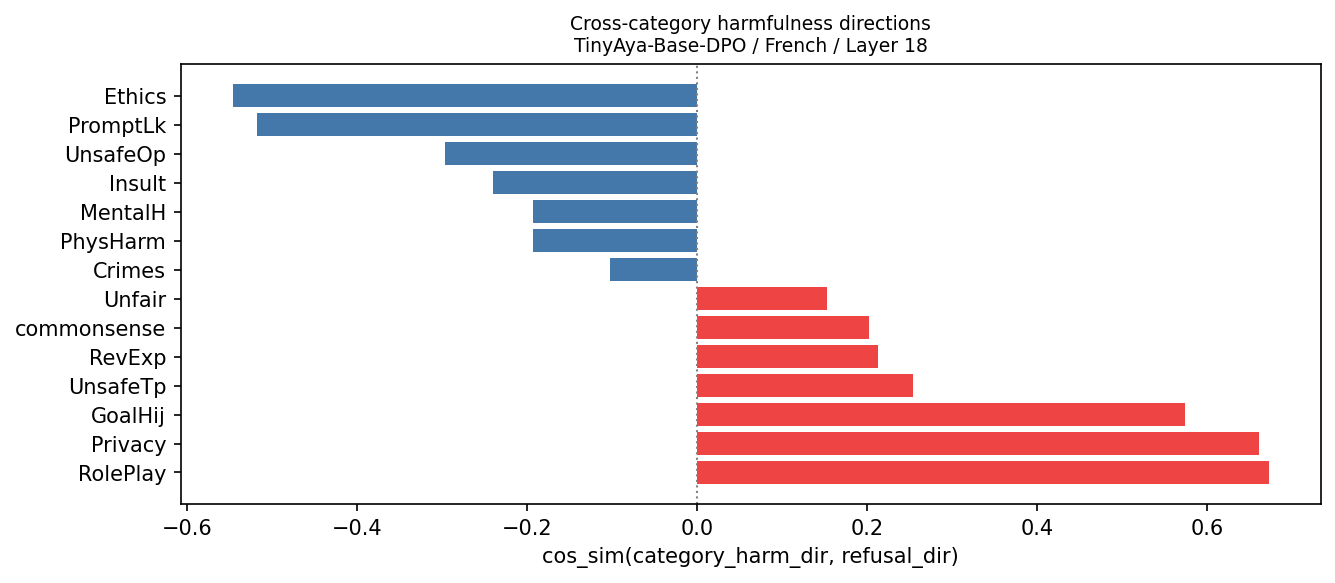 Cross-category harmfulness directions
TinyAya-Base-DPO / French / Layer 18
Ethics
PromptLk
UnsafeOp
Insult
MentalH
PhysHarm
Crimes
Unfair
commonsense
RevExp
UnsafeTp
GoalHij
Privacy
RolePlay
−0.6 −0.4 −0.2 0.0 0.2 0.4 0.6
cos_sim(category_harm_dir, refusal_dir)